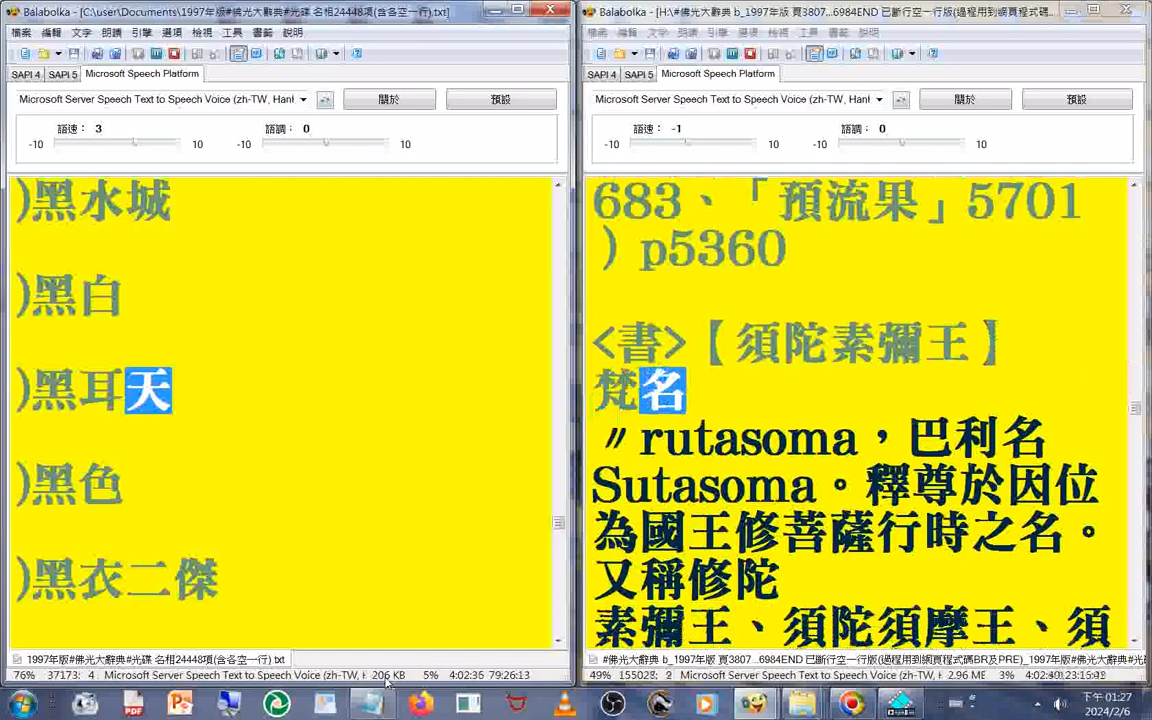 Balabolka - [C:\user\Documents\1997年版#佛光大辭典#光碟 名相24448項(含各空一行).txt]
檔案 編輯 文字 朗讀 引擎 選項 檢視 工具 書籤 說明
SAPI 4 SAPI 5 Microsoft Speech Platform
Microsoft Server Speech Text to Speech Voice (zh-TW, Hanl
關於 預設
語速： 3 語調： 0
-10 10 -10 10
)黑水城
)黑白
)黑耳天
)黑色
)黑衣二傑
1997年版#佛光大辭典#光碟 名相24448項(含各空一行).txt
76% 37173: 4 Microsoft Server Speech Text to Speech Voice (zh-TW, H 206 KB 5% 4:02:35 79:26:13
Balabolka - [H:\#佛光大辭典 b_1997年版 頁3807...6984END 已斷行空一行版(過程用到網頁程式碼
檔案 編輯 文字 朗讀 引擎 選項 檢視 工具 書籤 說明
SAPI 4 SAPI 5 Microsoft Speech Platform
Microsoft Server Speech Text to Speech Voice (zh-TW, Hanl
關於 預設
語速： -1 語調： 0
-10 10 -10 10
683、「預流果」5701
）p5360
<書>【須陀素彌王】
梵名
〃rutasoma，巴利名
Sutasoma。釋尊於因位
為國王修菩薩行時之名。
又稱修陀
素彌王、須陀須摩王、須
#佛光大辭典 b_1997年版 頁3807...6984END 已斷行空一行版(過程用到網頁程式碼BR及PRE)_1997年版#光
49% 155028: 2 Microsoft Server Speech Text to Speech Voice (zh-TW, H 2.96 MB 3%
下午 01:27
2024/2/6